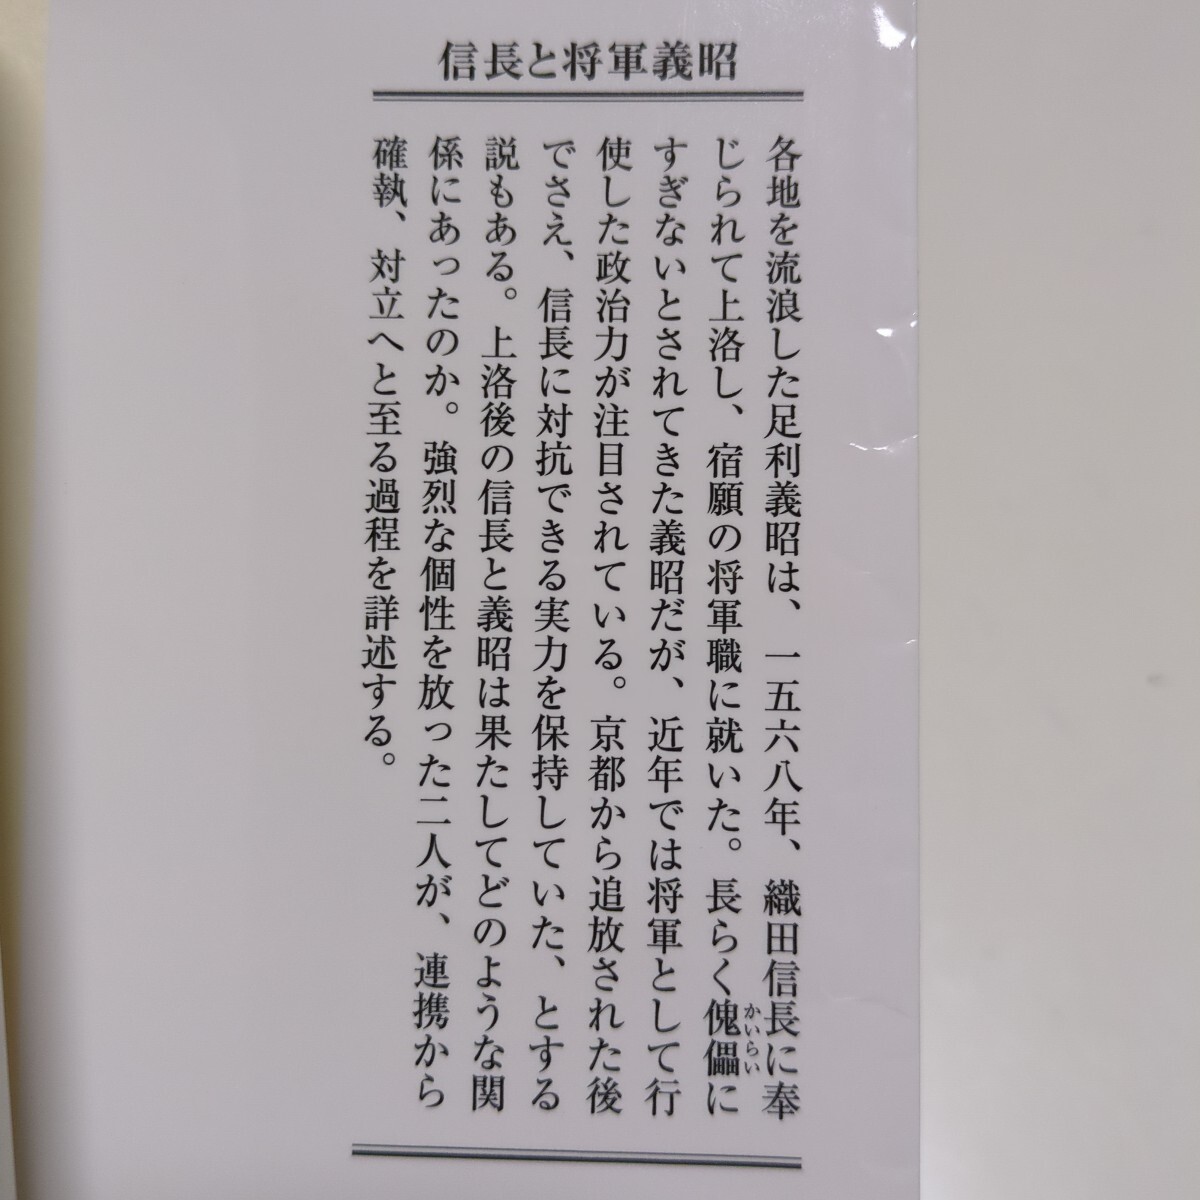 信長と将軍義昭
各地を流浪した足利義昭は、一五六八年、織田信長に奉
じられて上洛し、宿願の将軍職に就いた。長らく傀儡に
かいらい
すぎないとされてきた義昭だが、近年では将軍として行
使した政治力が注目されている。京都から追放された後
でさえ、信長に対抗できる実力を保持していた、とする
説もある。上洛後の信長と義昭は果たしてどのような関
係にあったのか。強烈な個性を放った二人が、連携から
確執、対立へと至る過程を詳述する。